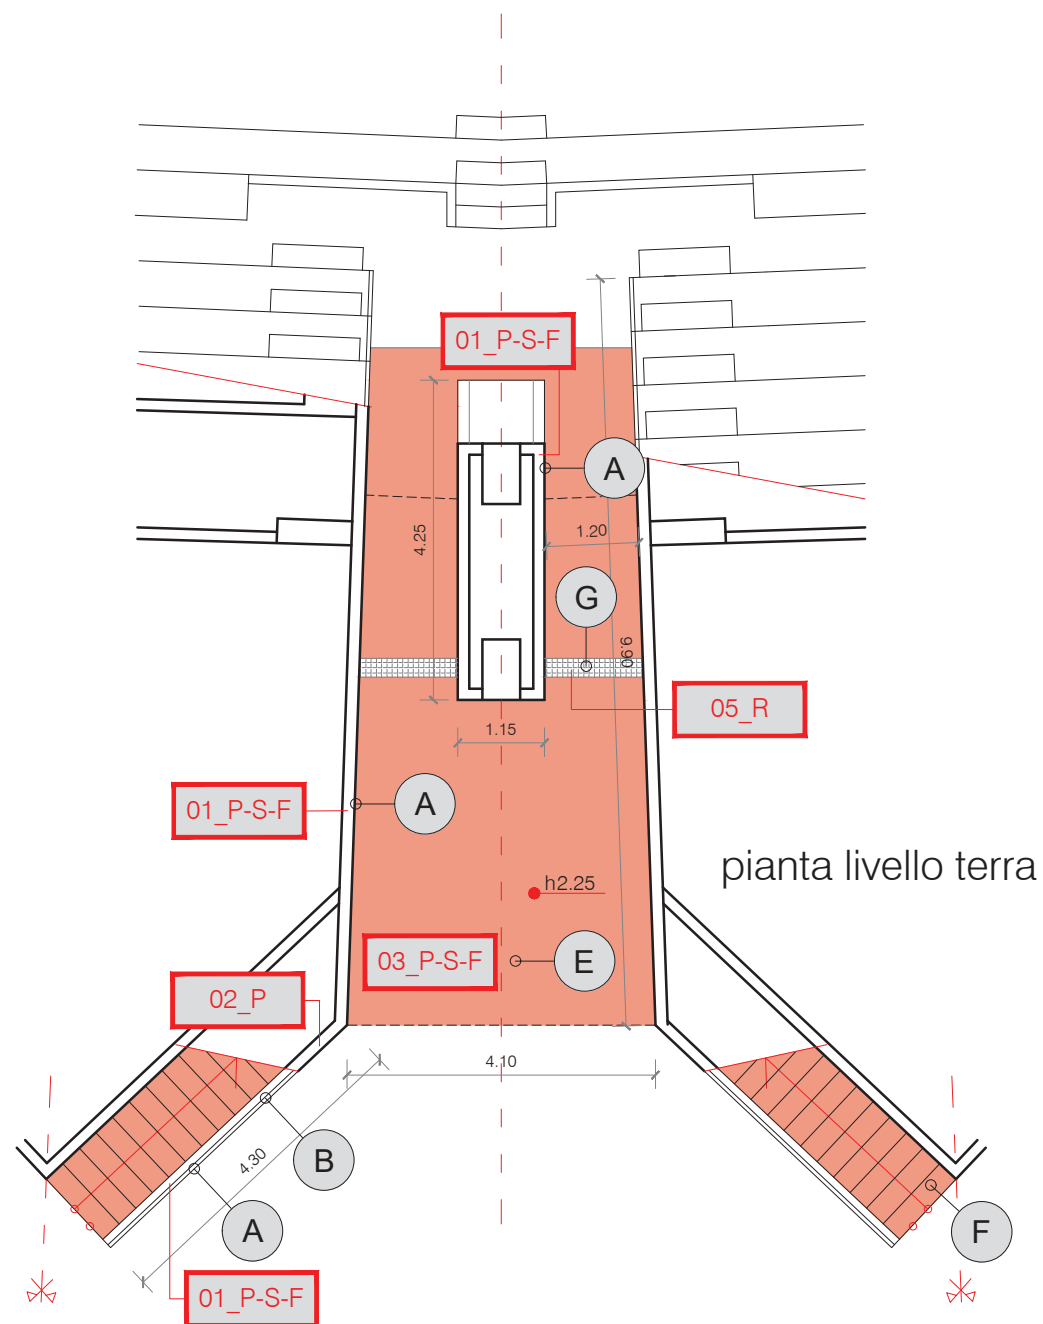 01_P-S-F
A
4.25
1.20
G
9.90
05_R
1.15
01_P-S-F
A
pianta livello terra
h2.25
03_P-S-F
E
02_P
4.10
B
4.30
A
F
01_P-S-F